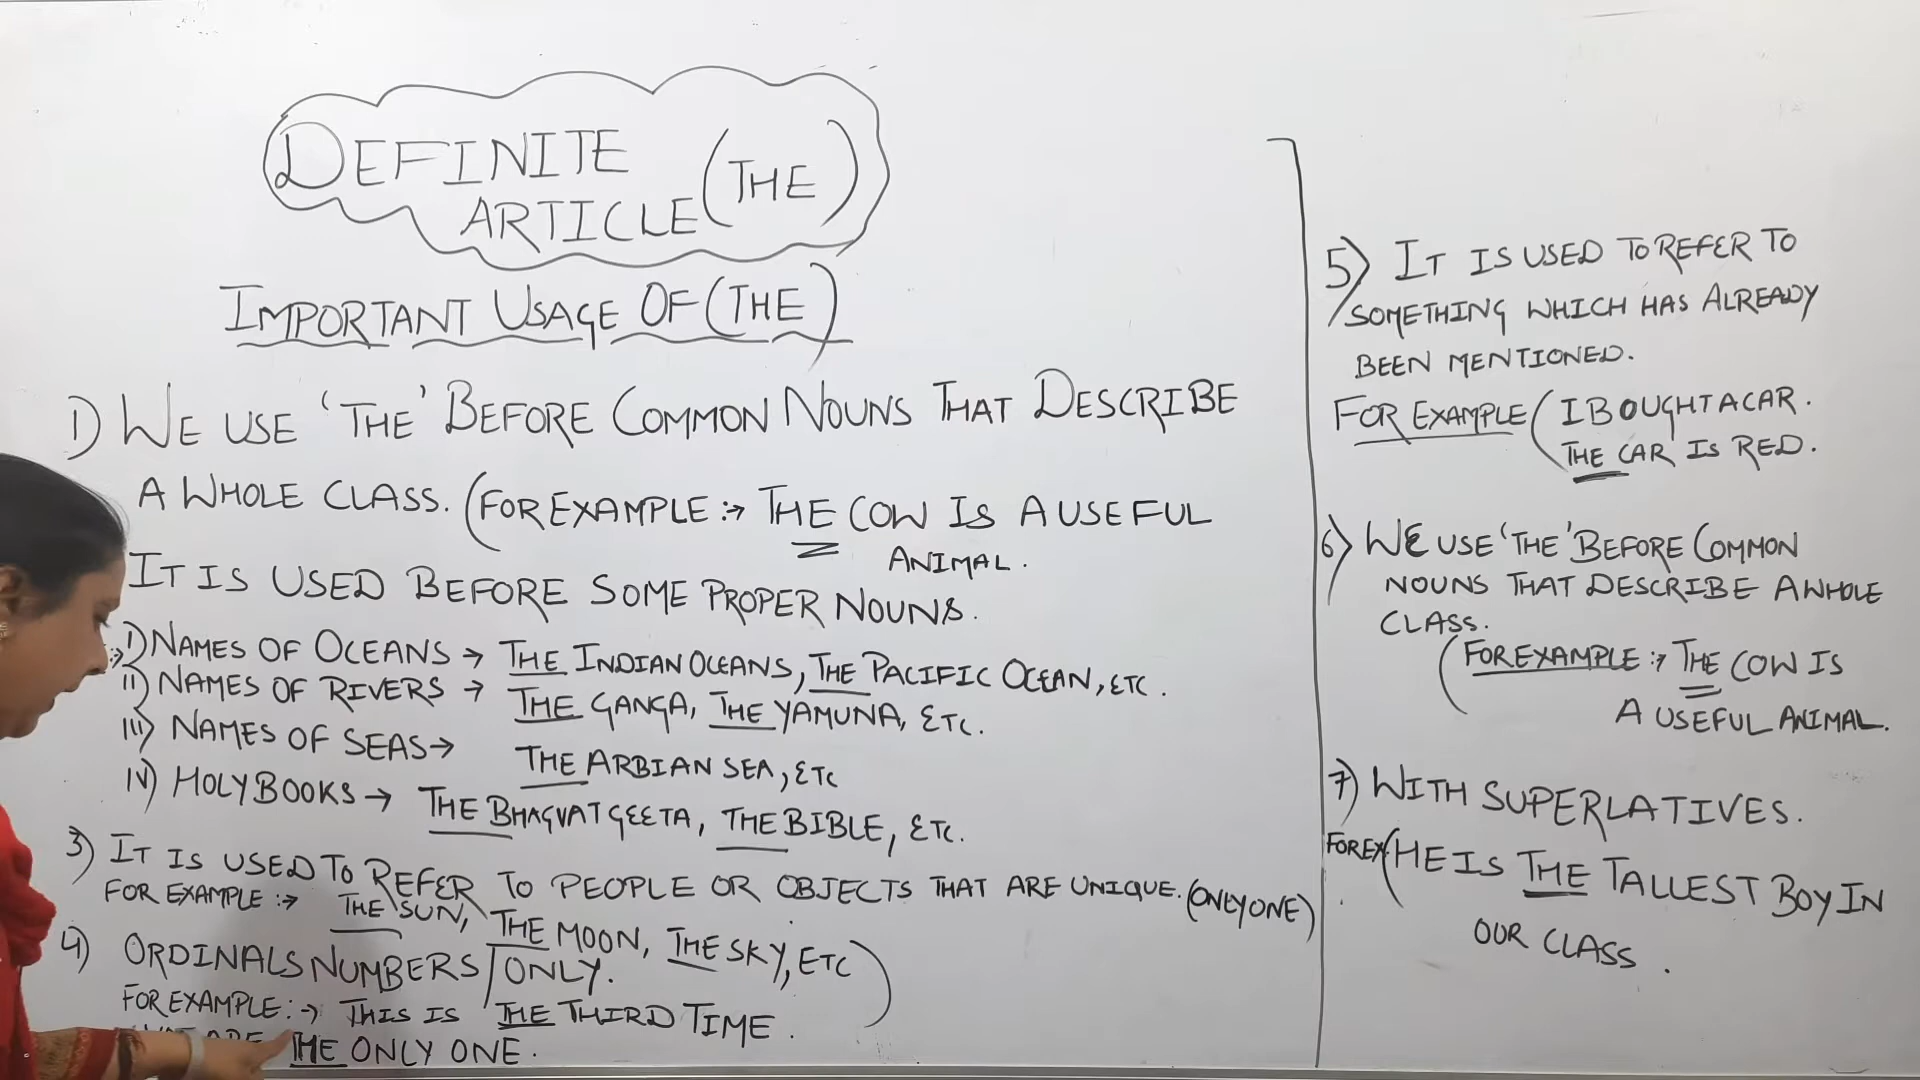 DEFINITE
ARTICLE (THE)
IMPORTANT USAGE OF (THE)
1) WE USE 'THE' BEFORE COMMON NOUNS THAT DESCRIBE
A WHOLE CLASS. (FOR EXAMPLE :→ THE COW IS A USEFUL
ANIMAL.
IT IS USED BEFORE SOME PROPER NOUNS.
I) NAMES OF OCEANS → THE INDIAN OCEANS, THE PACIFIC OCEAN, ETC.
II) NAMES OF RIVERS → THE GANGA, THE YAMUNA, ETC.
III) NAMES OF SEAS → THE ARBIAN SEA, ETC
IV) HOLY BOOKS → THE BHAGVAT GEETA, THE BIBLE, ETC.
3) IT IS USED TO REFER TO PEOPLE OR OBJECTS THAT ARE UNIQUE. (ONLY ONE)
FOR EXAMPLE :→ THE SUN, THE MOON, THE SKY, ETC)
4) ORDINALS NUMBERS / ONLY.
FOR EXAMPLE :→ THIS IS THE THIRD TIME.
ARE THE ONLY ONE.
5) IT IS USED TO REFER TO
SOMETHING WHICH HAS ALREADY
BEEN MENTIONED.
FOR EXAMPLE (I BOUGHT A CAR.
THE CAR IS RED.
6) WE USE 'THE' BEFORE COMMON
NOUNS THAT DESCRIBE A WHOLE
CLASS.
(FOR EXAMPLE :→ THE COW IS
A USEFUL ANIMAL.
7) WITH SUPERLATIVES.
FOR EX (HE IS THE TALLEST BOY IN
OUR CLASS.